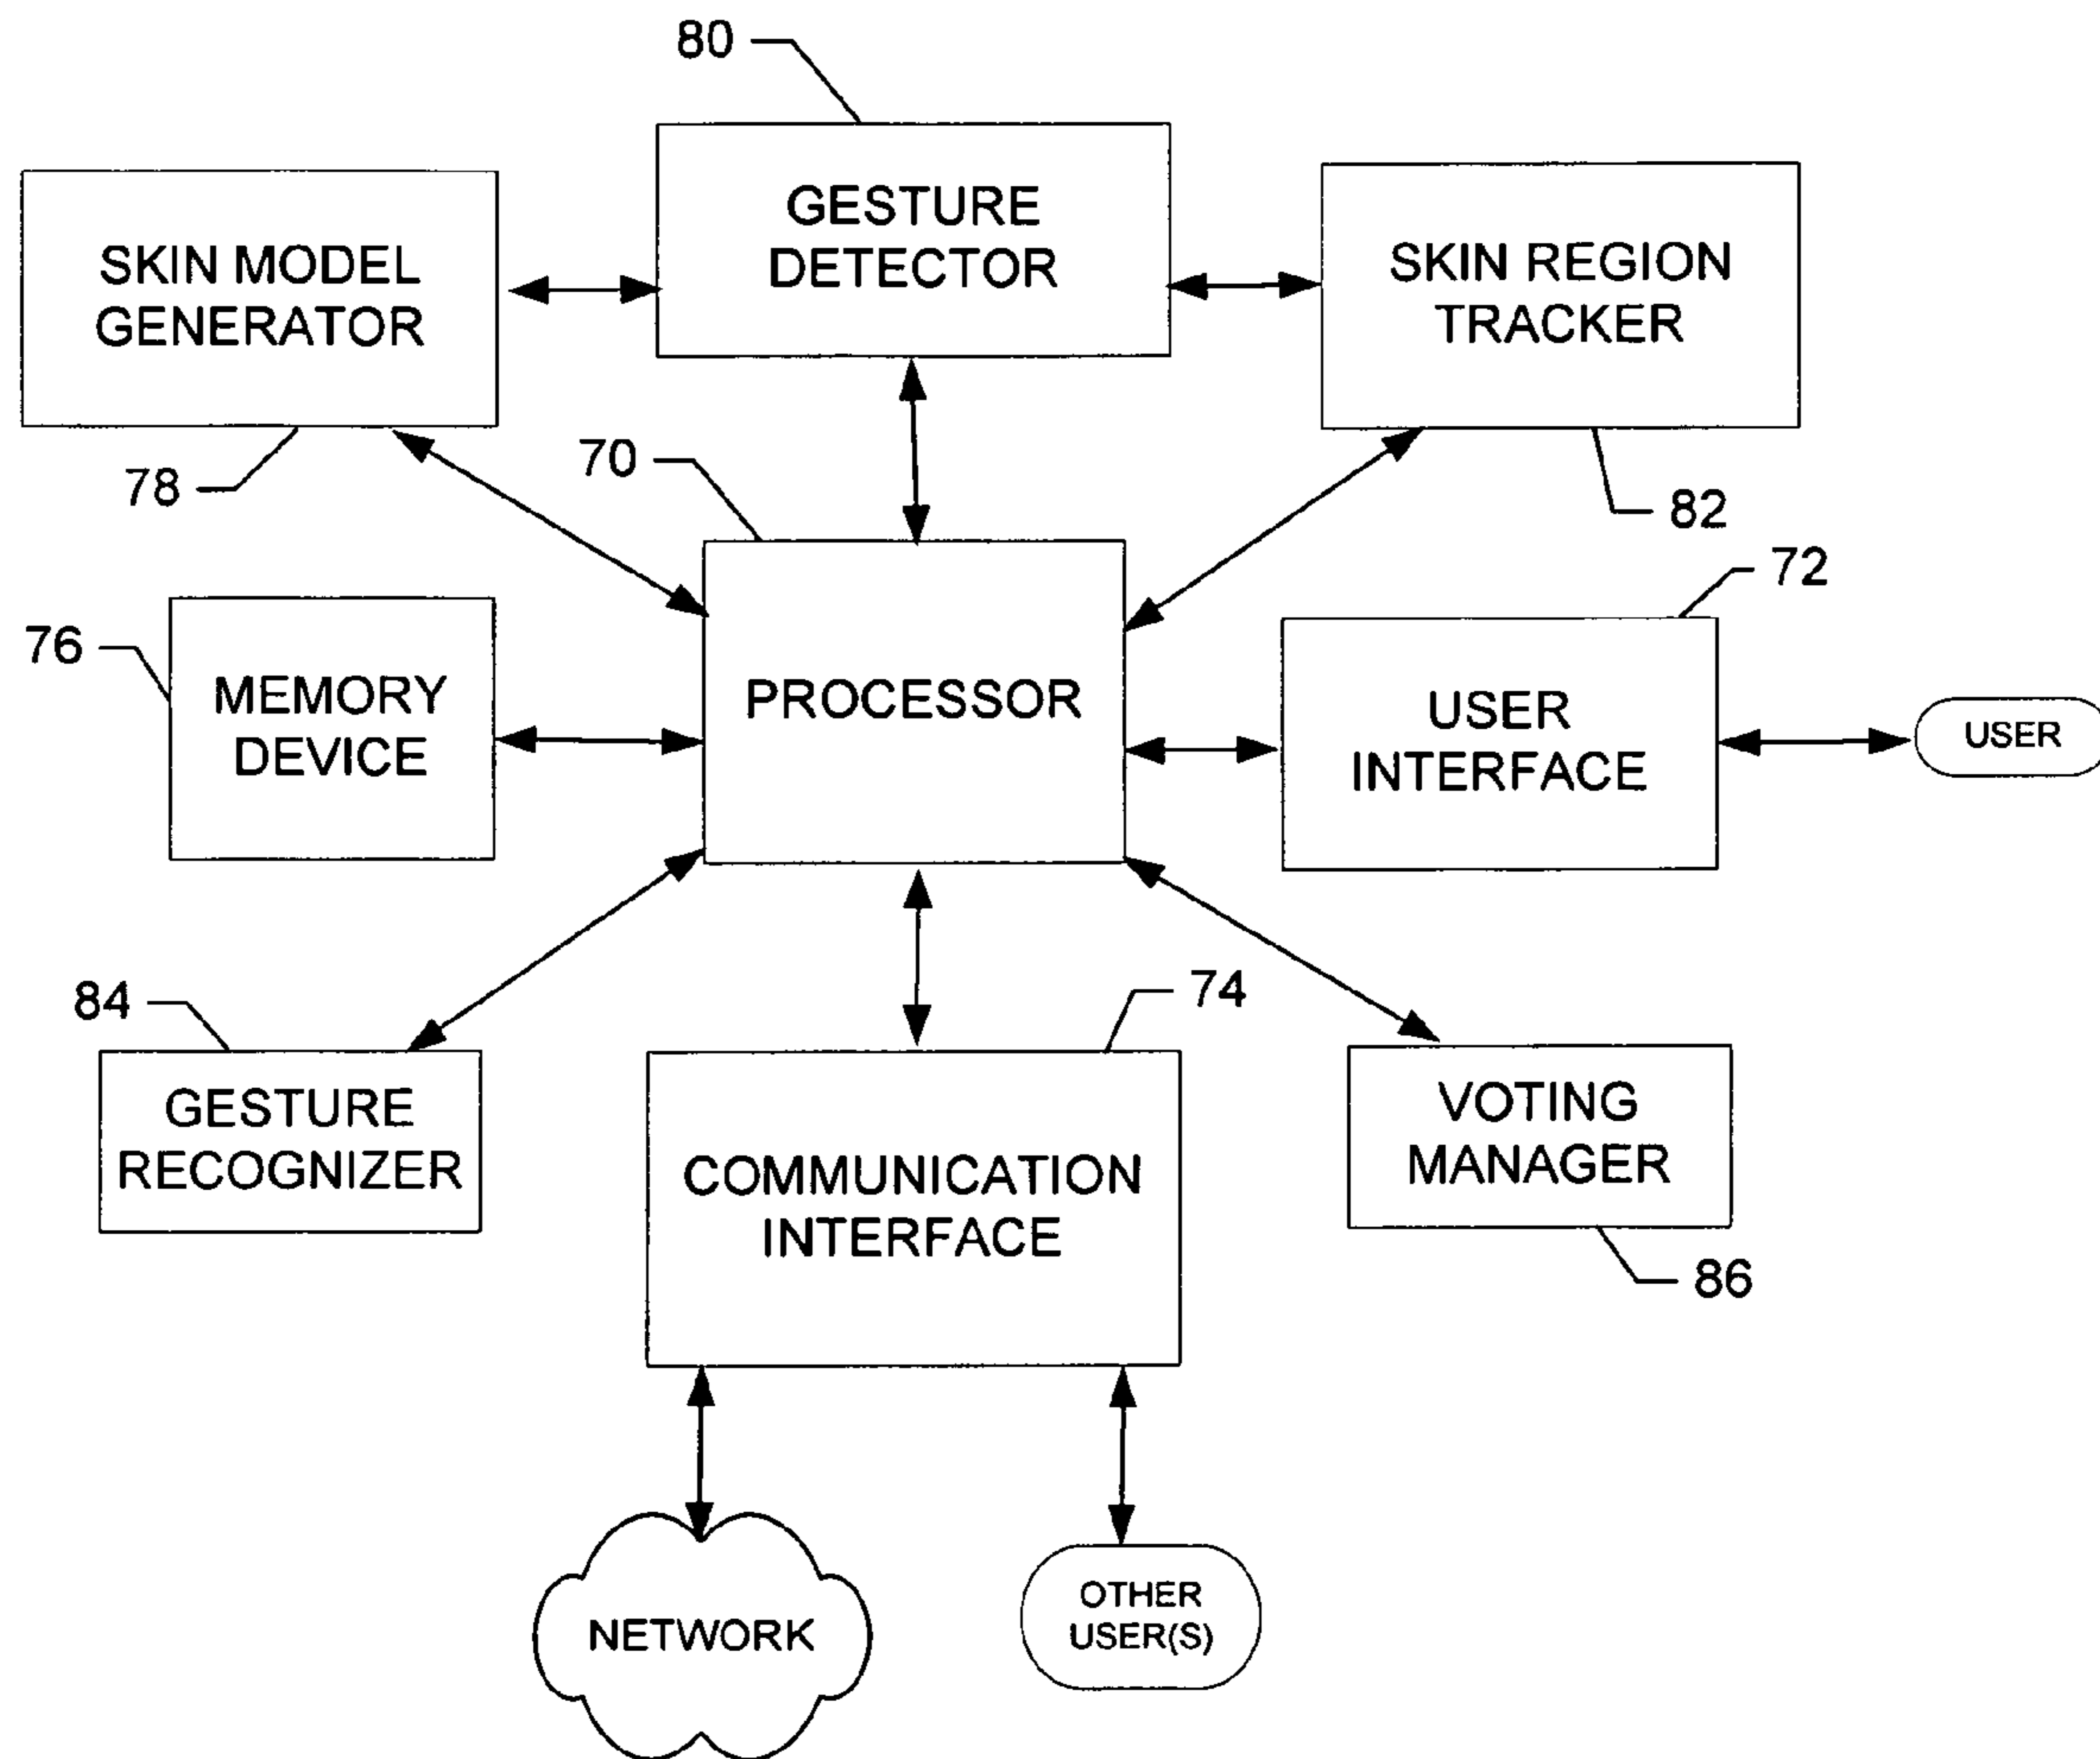 80
GESTURE
DETECTOR
SKIN MODEL
GENERATOR
SKIN REGION
TRACKER
78
70
82
72
76
MEMORY
DEVICE
PROCESSOR
USER
INTERFACE
USER
84
74
GESTURE
RECOGNIZER
COMMUNICATION
INTERFACE
VOTING
MANAGER
86
NETWORK
OTHER
USER(S)